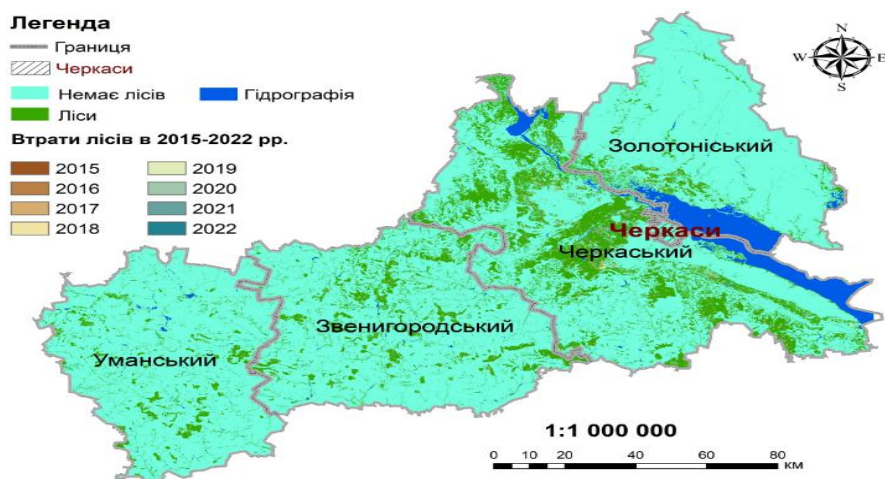 Легенда
Границя
Черкаси
Немає лісів
Гідрографія
Ліси
Втрати лісів в 2015-2022 рр.
2015
2019
2016
2020
2017
2021
2018
2022
N
W
E
S
Золотоніський
Черкаси
Черкаський
Звенигородський
Уманський
1:1 000 000
0 10 20 40 60 80
км